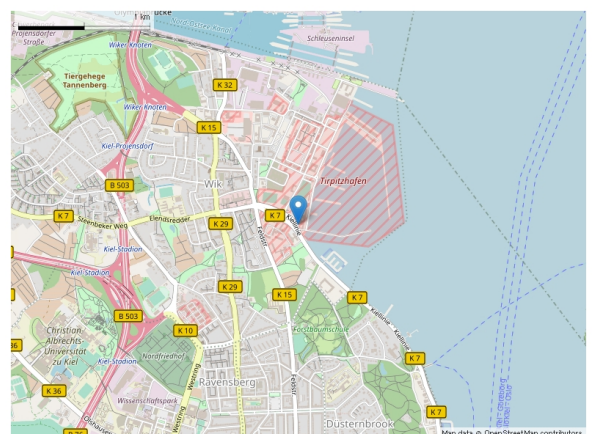 1 km
Projensdorfer
Straße
Wiker Knoten
Schleuseninsel
Tiergehege
Tannenberg
K 32
Wiker Knoten
K 15
Kiel-Projensdorf
B 503
Wik
Tirpitzhafen
K 7
K 7
Steenbeker Weg
Elendsredder
K 29
Kiellinie
Feldstr.
Kiel-Stadion
Kiel-Stadion
K 29
K 15
K 7
B 503
K 10
Kiellinie
Kiellinie
Christian-
Albrechts-
Universität
zu Kiel
Forstbaumschule
Nordfriedhof
Kiel-Stadion
K 7
K 36
Westring
Ravensberg
Feldstr.
Wissenschaftspark
Westring
K 7
Düsternbrook
Map data © OpenStreetMap contributors